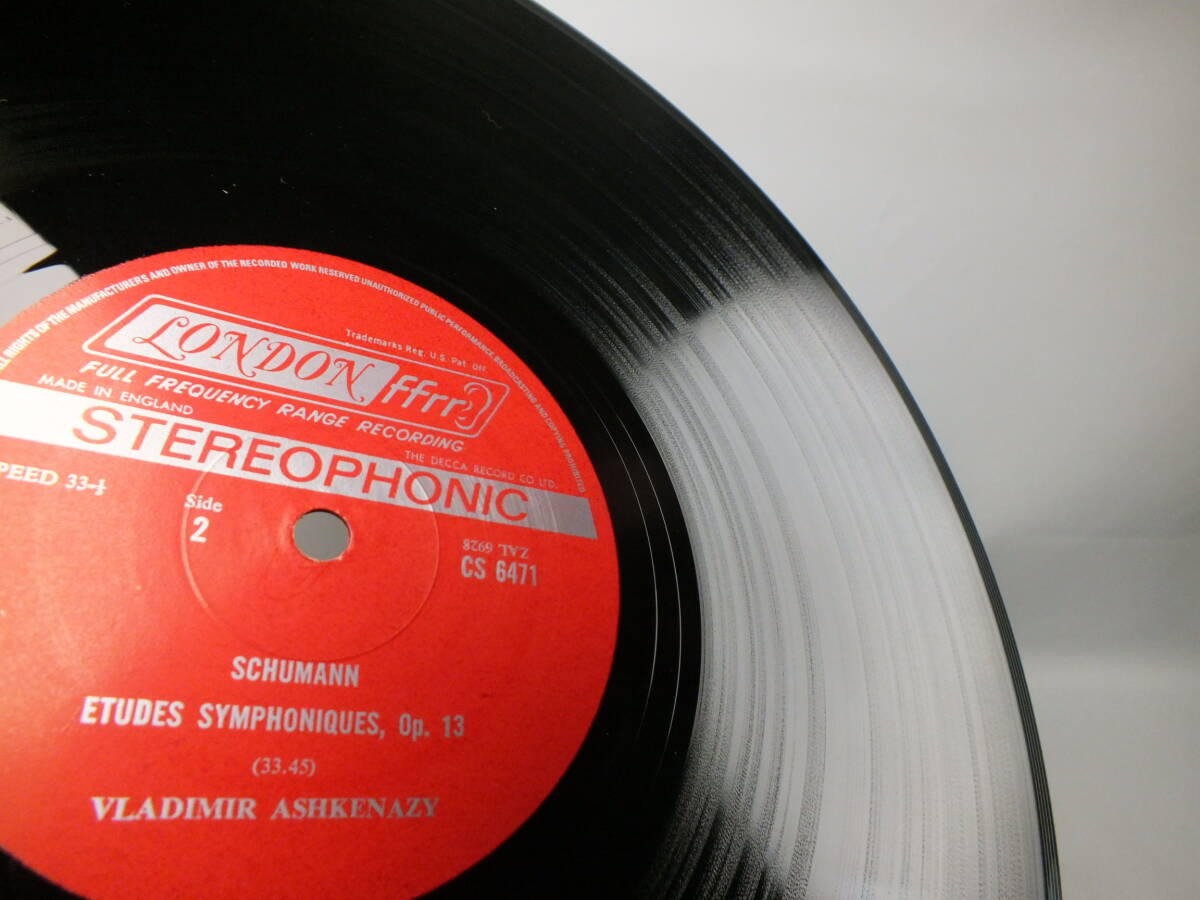 RIGHTS OF THE MANUFACTURERS AND OWNER OF THE RECORDED WORK RESERVED UNAUTHORIZED PUBLIC PERFORMANCE, BROADCASTING AND COPYING PROHIBITED
Trademarks Reg. U.S. Pat. Off
LONDON ffrr
FULL FREQUENCY RANGE RECORDING
MADE IN ENGLAND
THE DECCA RECORD CO. LTD.
STEREOPHONIC
PEED 33-⅓
Side
2
ZAL 6928
CS 6471
SCHUMANN
ETUDES SYMPHONIQUES, Op. 13
(33.45)
VLADIMIR ASHKENAZY